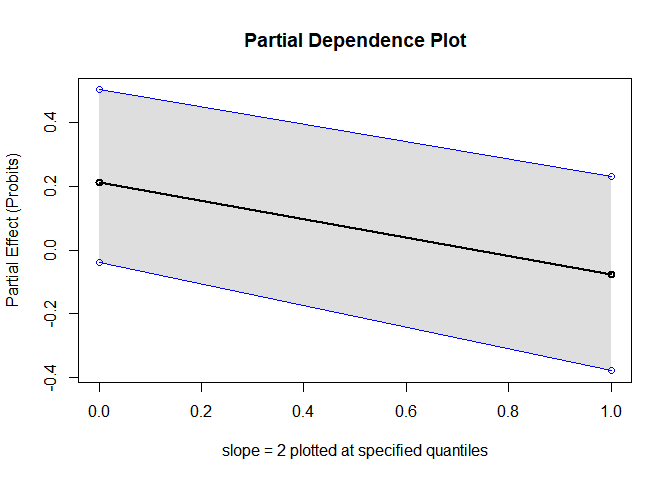 Partial Dependence Plot
Partial Effect (Probits)
0.4
0.2
0.0
-0.2
-0.4
0.0 0.2 0.4 0.6 0.8 1.0
slope = 2 plotted at specified quantiles